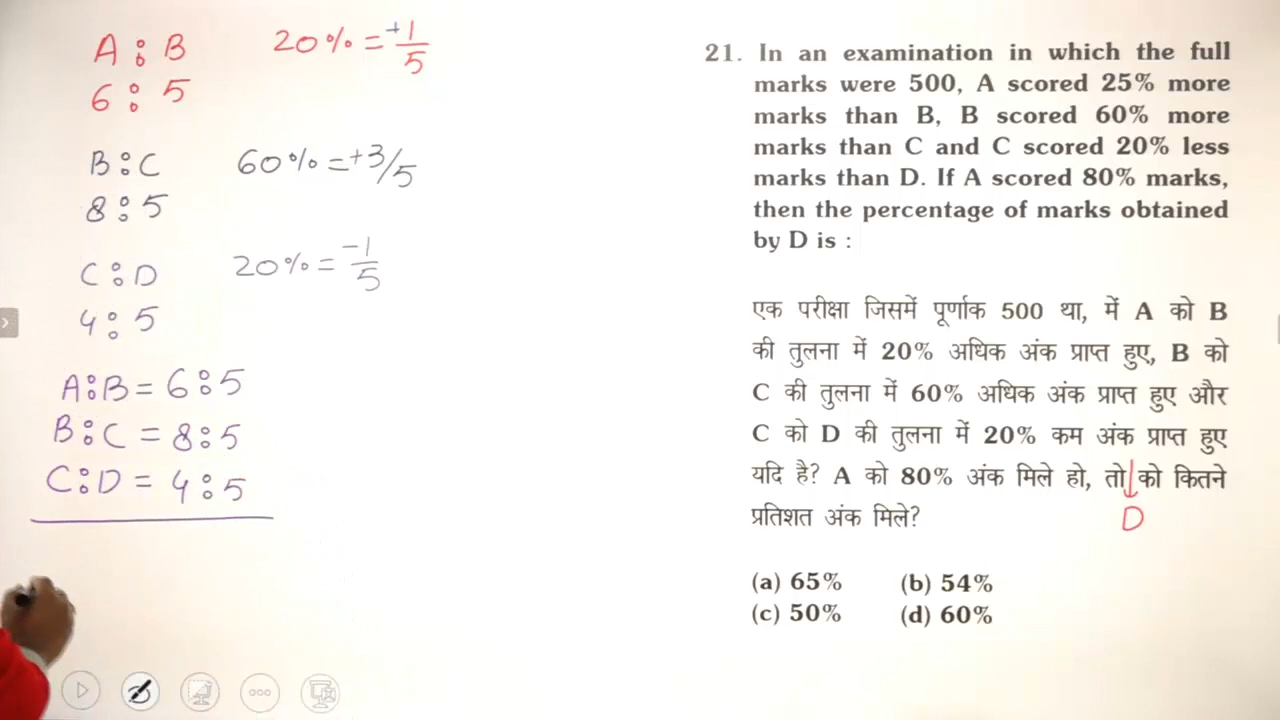 A : B 20% = +1/5
6 : 5
B : C 60% = +3/5
8 : 5
C : D 20% = -1/5
4 : 5
A : B = 6 : 5
B : C = 8 : 5
C : D = 4 : 5
21. In an examination in which the full
marks were 500, A scored 25% more
marks than B, B scored 60% more
marks than C and C scored 20% less
marks than D. If A scored 80% marks,
then the percentage of marks obtained
by D is :
एक परीक्षा जिसमें पूर्णाक 500 था, में A को B
की तुलना में 20% अधिक अंक प्राप्त हुए, B को
C की तुलना में 60% अधिक अंक प्राप्त हुए और
C को D की तुलना में 20% कम अंक प्राप्त हुए
यदि है? A को 80% अंक मिले हो, तो को कितने
प्रतिशत अंक मिले?
D
(a) 65% (b) 54%
(c) 50% (d) 60%